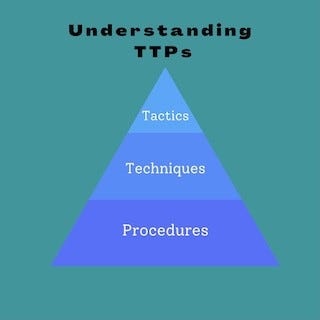 Understanding
TTPs
Tactics
Techniques
Procedures